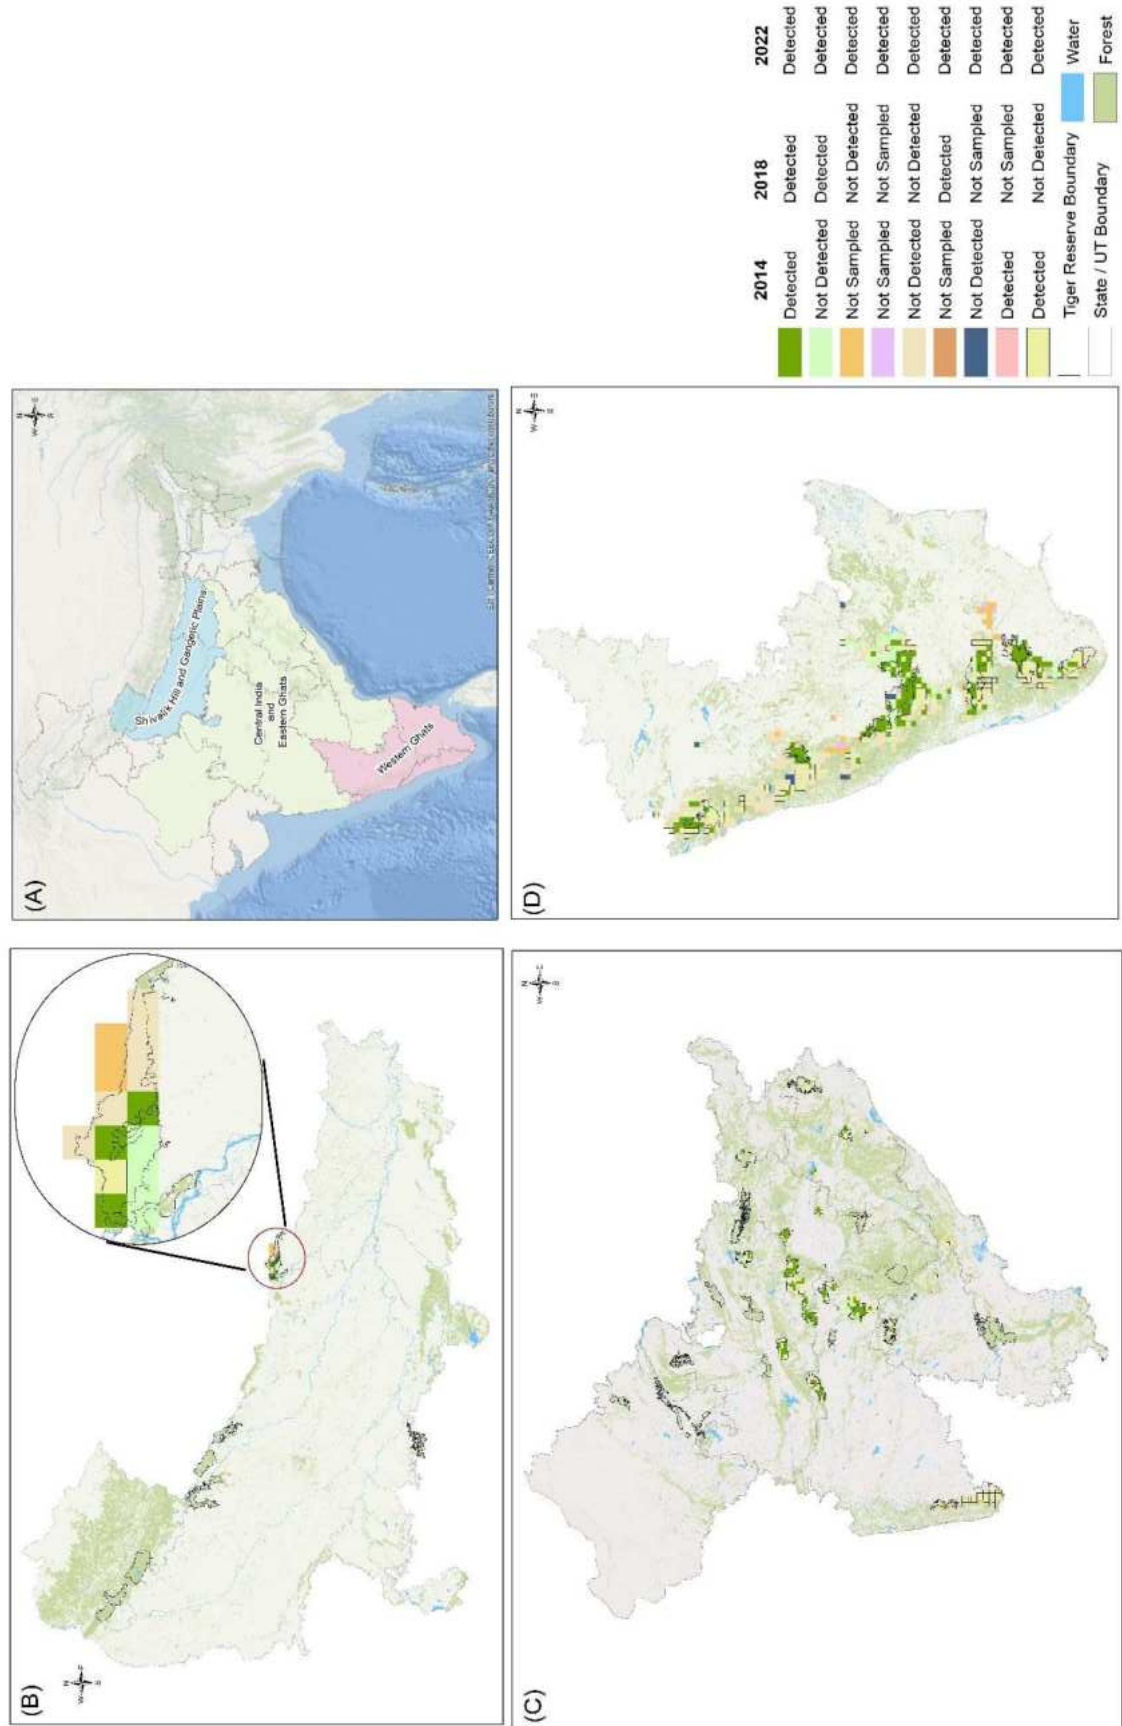 (A)
Shivalik Hill and Gangetic Plains
Central India
and
Eastern Ghats
Western Ghats
(B)
(C)
(D)
2014 2018 2022
Detected Detected Detected
Not Detected Detected Detected
Not Sampled Not Detected Detected
Not Sampled Not Sampled Detected
Not Detected Not Detected Detected
Not Sampled Detected Detected
Not Detected Not Sampled Detected
Detected Not Sampled Detected
Detected Not Detected Detected
Tiger Reserve Boundary Water
State / UT Boundary Forest